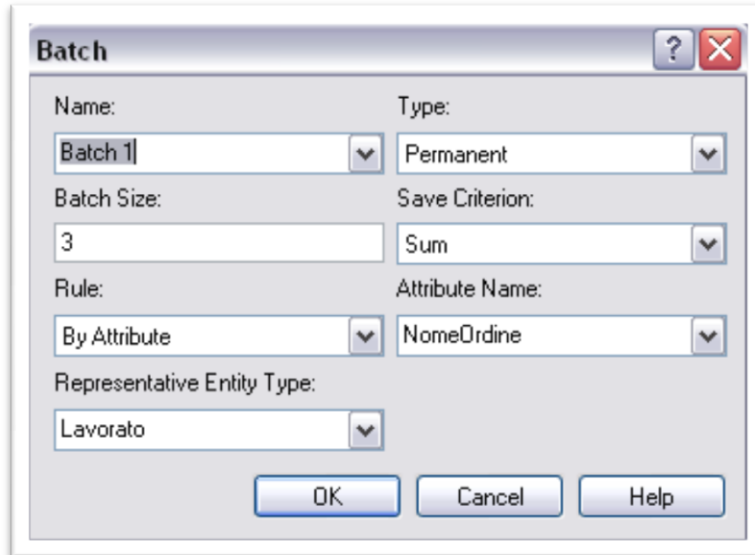 Batch
Name: Type:
Batch 1 Permanent
Batch Size: Save Criterion:
3 Sum
Rule: Attribute Name:
By Attribute NomeOrdine
Representative Entity Type:
Lavorato
OK Cancel Help